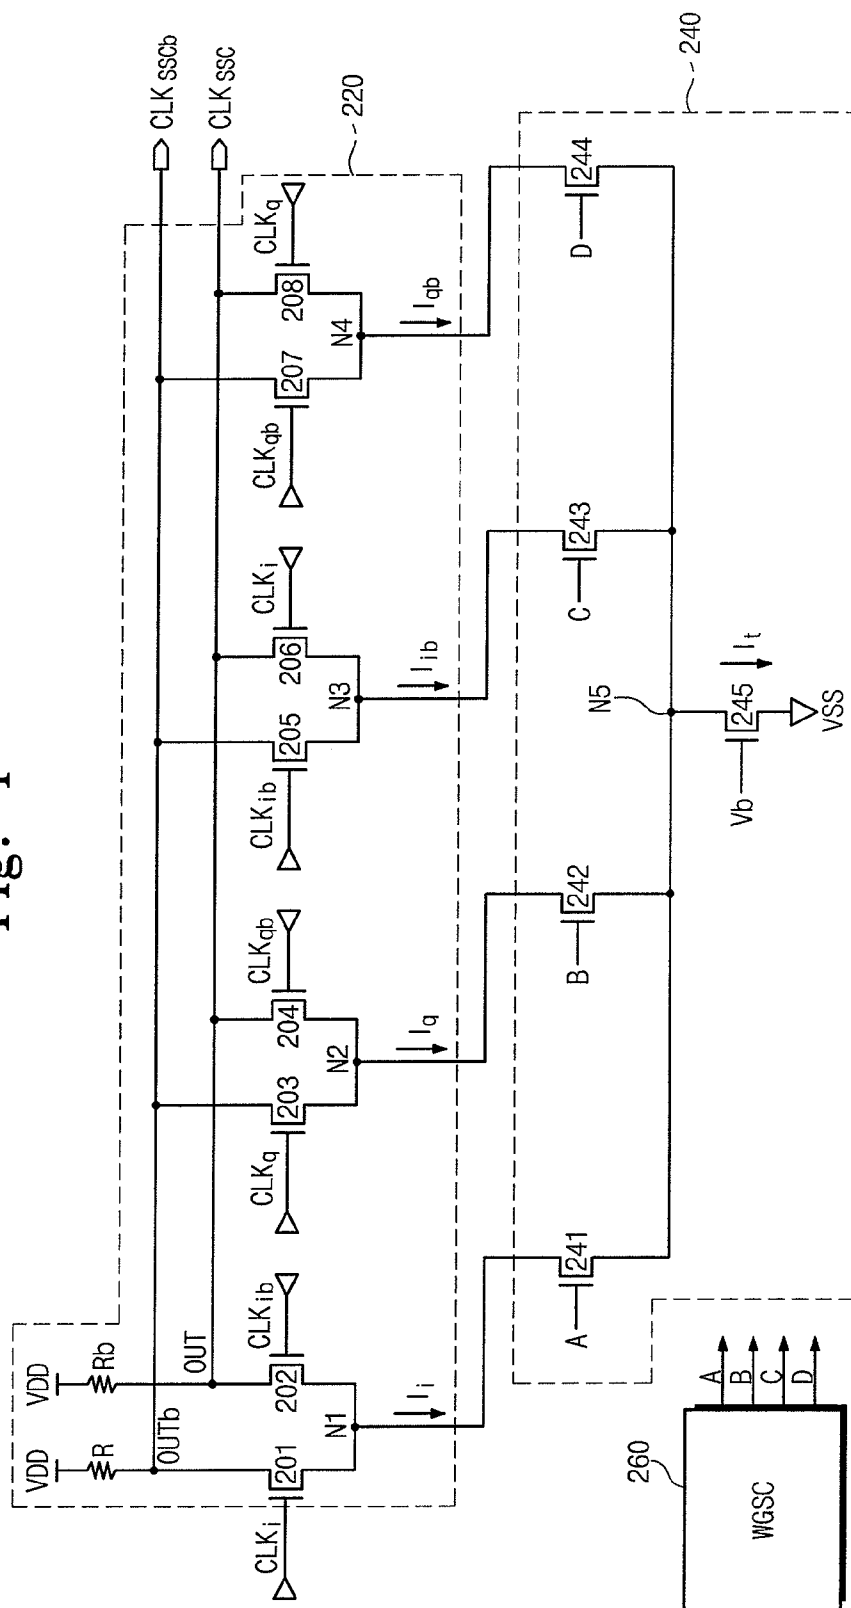 Fig. 4
CLK SSCb
CLK SSC
220
240
VDD
VDD
R
Rb
OUTb
OUT
CLKi
201
202
CLKib
N1
Ii
CLKq
203
204
CLKqb
N2
Iq
CLKib
205
206
CLKi
N3
Iib
CLKqb
207
208
CLKq
N4
Iqb
A
241
B
242
C
243
D
244
N5
Vb
245
It
VSS
260
WGSC
A
B
C
D